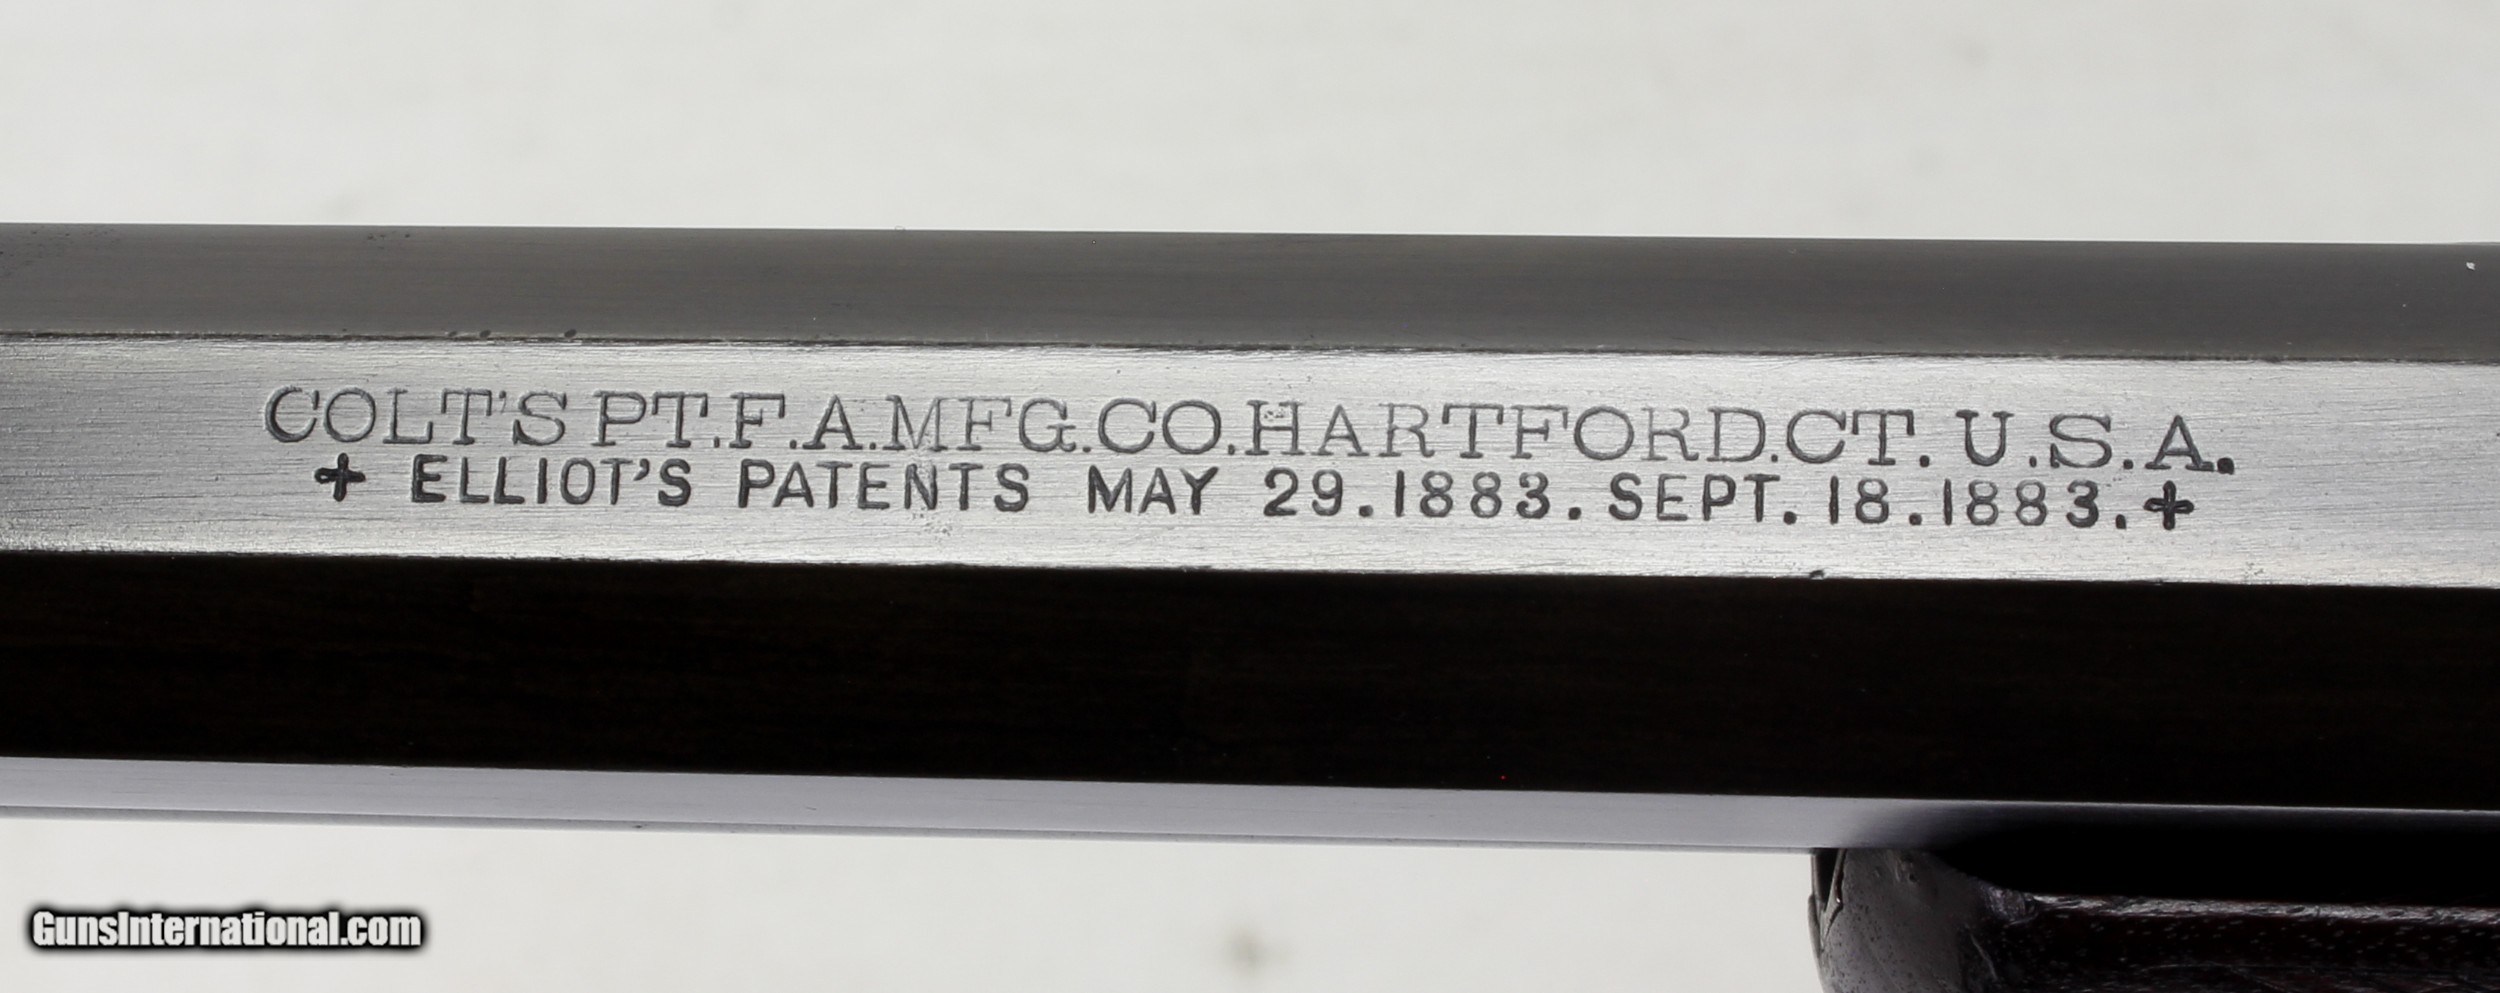 COLT'S PT.F.A.MFG.CO.HARTFORD.CT.U.S.A.
+ ELLIOT'S PATENTS MAY 29.1883.SEPT.18.1883.+
GunsInternational.com